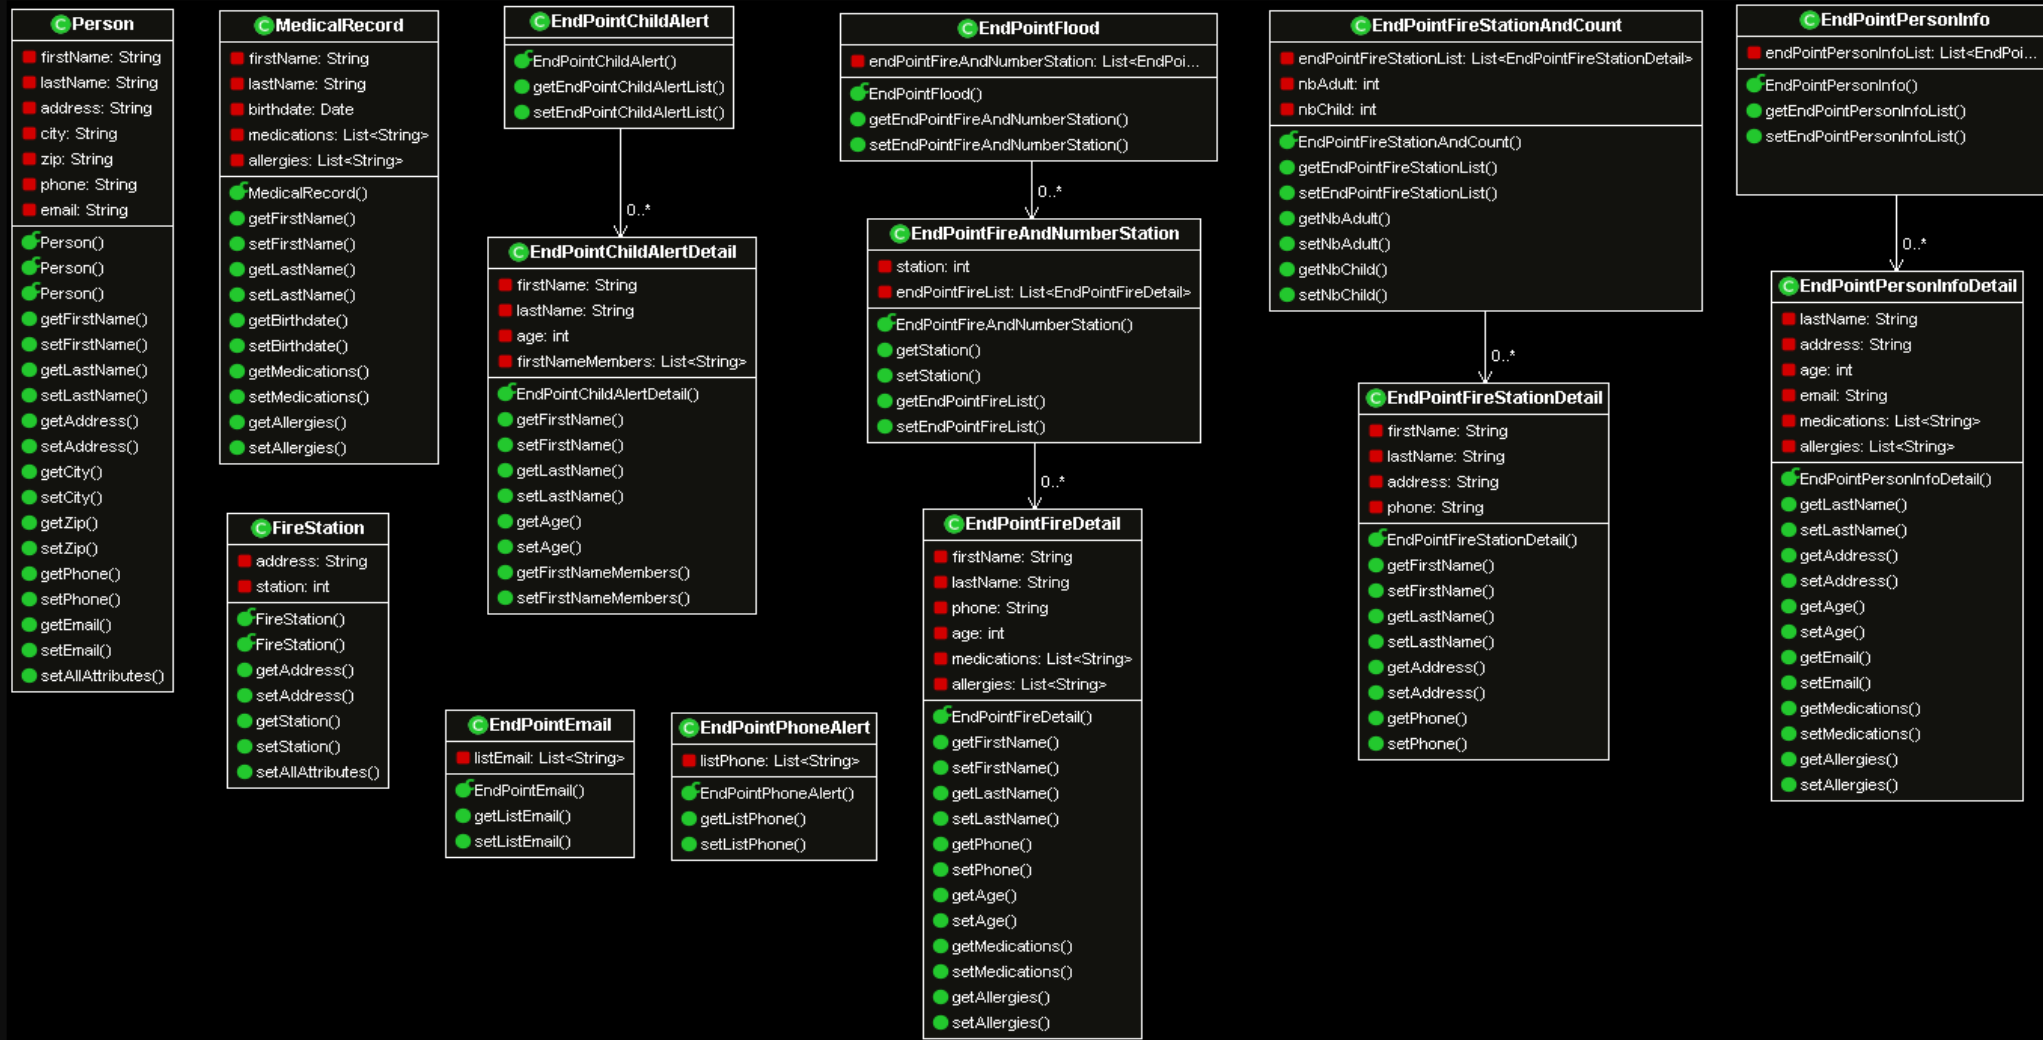 Person
firstName: String
lastName: String
address: String
city: String
zip: String
phone: String
email: String
Person()
Person()
Person()
getFirstName()
setFirstName()
getLastName()
setLastName()
getAddress()
setAddress()
getCity()
setCity()
getZip()
setZip()
getPhone()
setPhone()
getEmail()
setEmail()
setAllAttributes()
MedicalRecord
firstName: String
lastName: String
birthdate: Date
medications: List<String>
allergies: List<String>
MedicalRecord()
getFirstName()
setFirstName()
getLastName()
setLastName()
getBirthdate()
setBirthdate()
getMedications()
setMedications()
getAllergies()
setAllergies()
FireStation
address: String
station: int
FireStation()
FireStation()
getAddress()
setAddress()
getStation()
setStation()
setAllAttributes()
EndPointChildAlert
EndPointChildAlert()
getEndPointChildAlertList()
setEndPointChildAlertList()
0..*
EndPointChildAlertDetail
firstName: String
lastName: String
age: int
firstNameMembers: List<String>
EndPointChildAlertDetail()
getFirstName()
setFirstName()
getLastName()
setLastName()
getAge()
setAge()
getFirstNameMembers()
setFirstNameMembers()
EndPointEmail
listEmail: List<String>
EndPointEmail()
getListEmail()
setListEmail()
EndPointPhoneAlert
listPhone: List<String>
EndPointPhoneAlert()
getListPhone()
setListPhone()
EndPointFlood
endPointFireAndNumberStation: List<EndPoi...
EndPointFlood()
getEndPointFireAndNumberStation()
setEndPointFireAndNumberStation()
0..*
EndPointFireAndNumberStation
station: int
endPointFireList: List<EndPointFireDetail>
EndPointFireAndNumberStation()
getStation()
setStation()
getEndPointFireList()
setEndPointFireList()
0..*
EndPointFireDetail
firstName: String
lastName: String
phone: String
age: int
medications: List<String>
allergies: List<String>
EndPointFireDetail()
getFirstName()
setFirstName()
getLastName()
setLastName()
getPhone()
setPhone()
getAge()
setAge()
getMedications()
setMedications()
getAllergies()
setAllergies()
EndPointFireStationAndCount
endPointFireStationList: List<EndPointFireStationDetail>
nbAdult: int
nbChild: int
EndPointFireStationAndCount()
getEndPointFireStationList()
setEndPointFireStationList()
getNbAdult()
setNbAdult()
getNbChild()
setNbChild()
0..*
EndPointFireStationDetail
firstName: String
lastName: String
address: String
phone: String
EndPointFireStationDetail()
getFirstName()
setFirstName()
getLastName()
setLastName()
getAddress()
setAddress()
getPhone()
setPhone()
EndPointPersonInfo
endPointPersonInfoList: List<EndPoi...
EndPointPersonInfo()
getEndPointPersonInfoList()
setEndPointPersonInfoList()
0..*
EndPointPersonInfoDetail
lastName: String
address: String
age: int
email: String
medications: List<String>
allergies: List<String>
EndPointPersonInfoDetail()
getLastName()
setLastName()
getAddress()
setAddress()
getAge()
setAge()
getEmail()
setEmail()
getMedications()
setMedications()
getAllergies()
setAllergies()